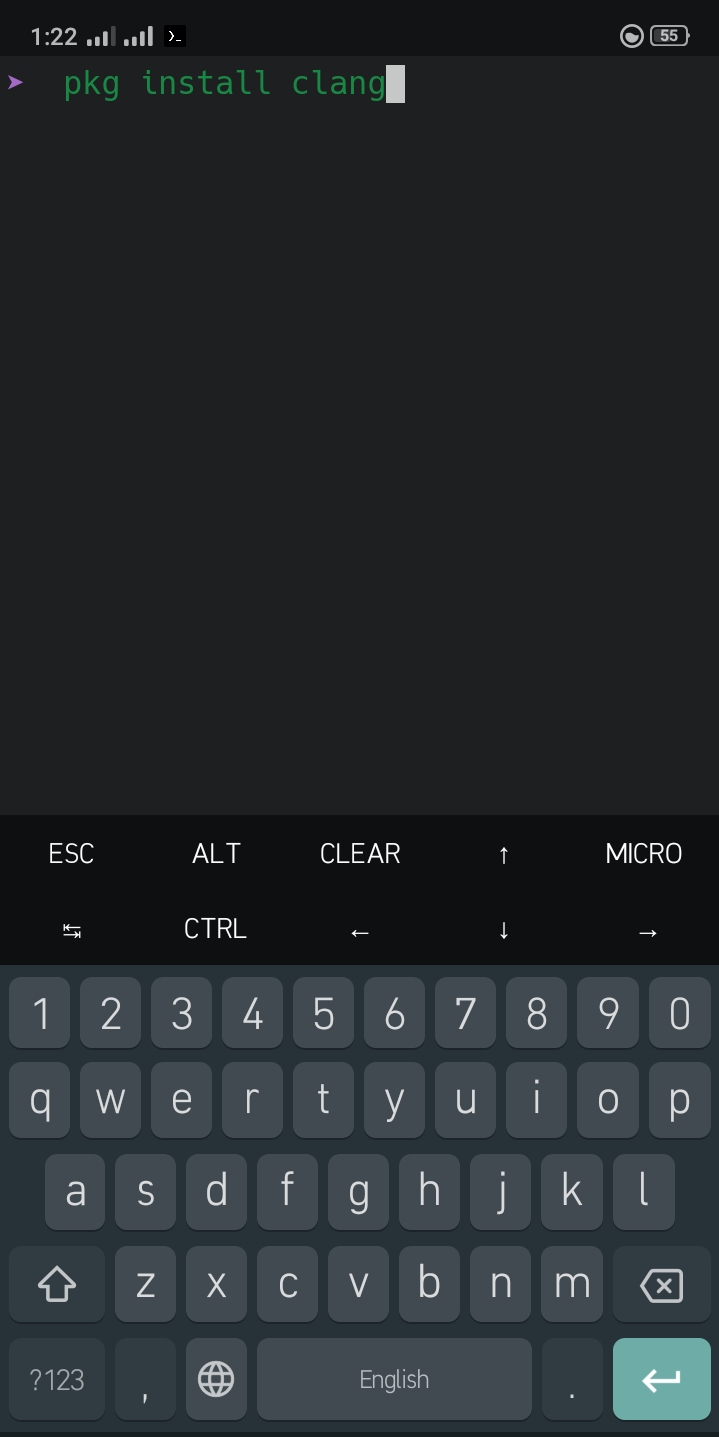 1:22 55
➤ pkg install clang
ESC ALT CLEAR ↑ MICRO
↹ CTRL ← ↓ →
1 2 3 4 5 6 7 8 9 0
q w e r t y u i o p
a s d f g h j k l
z x c v b n m
?123 , English .